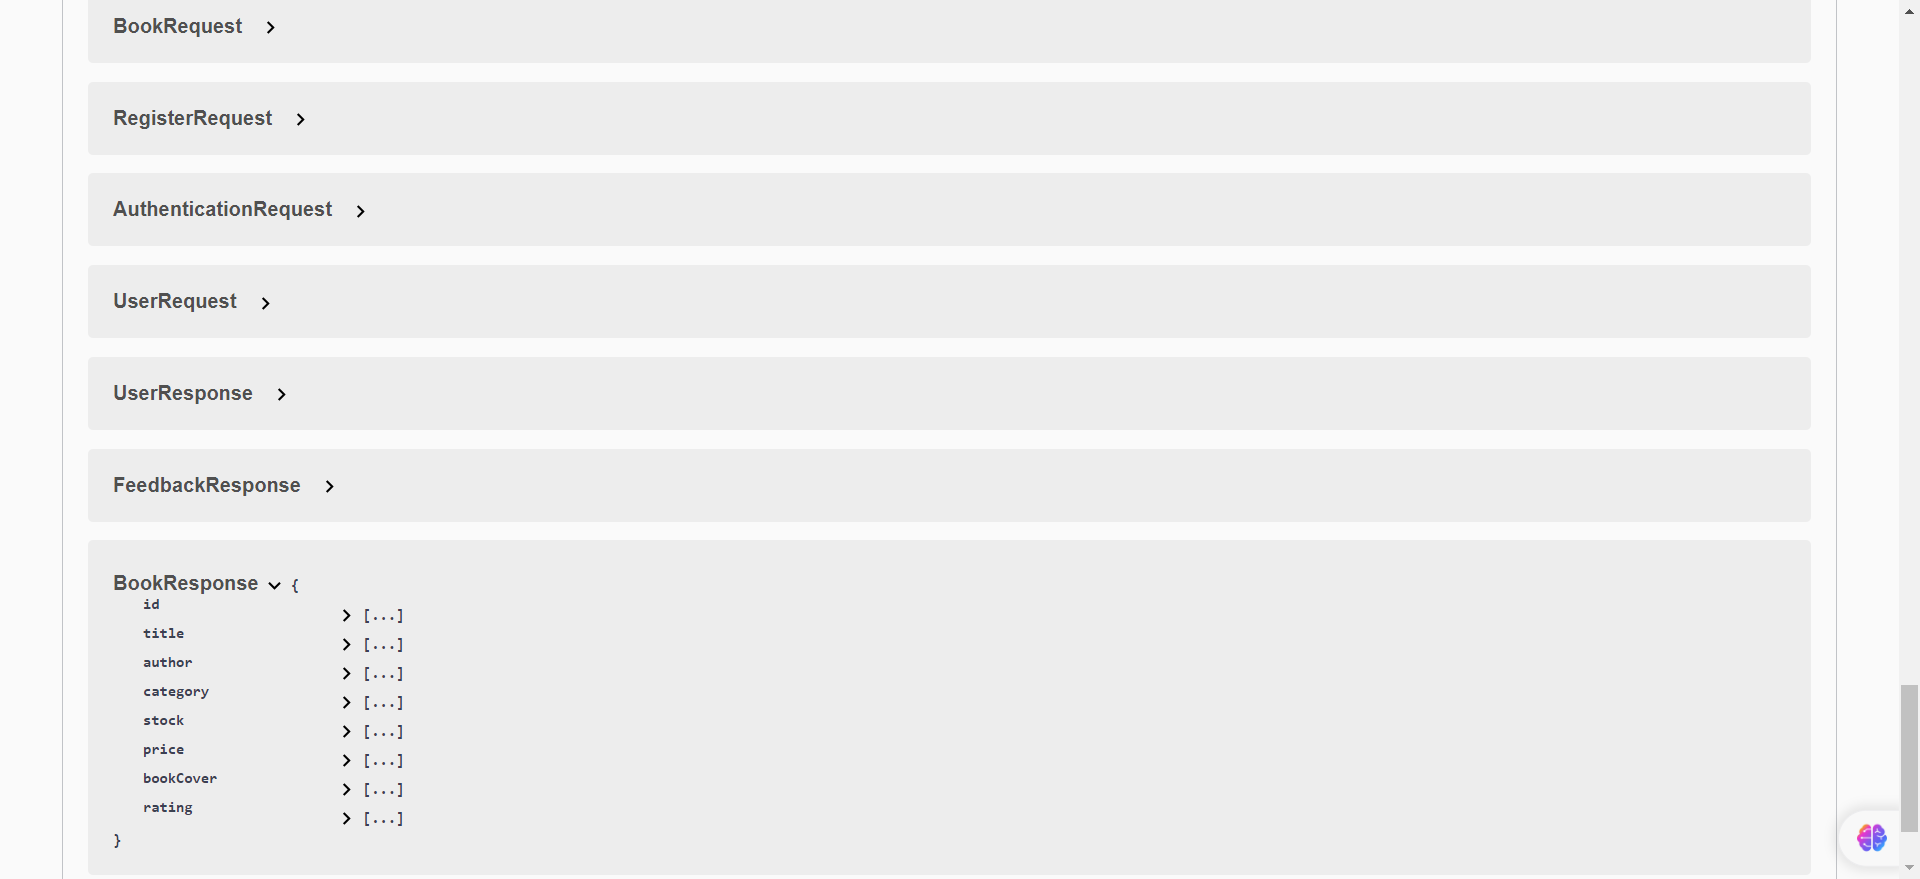 BookRequest
RegisterRequest
AuthenticationRequest
UserRequest
UserResponse
FeedbackResponse
BookResponse {
id [...]
title [...]
author [...]
category [...]
stock [...]
price [...]
bookCover [...]
rating [...]
}